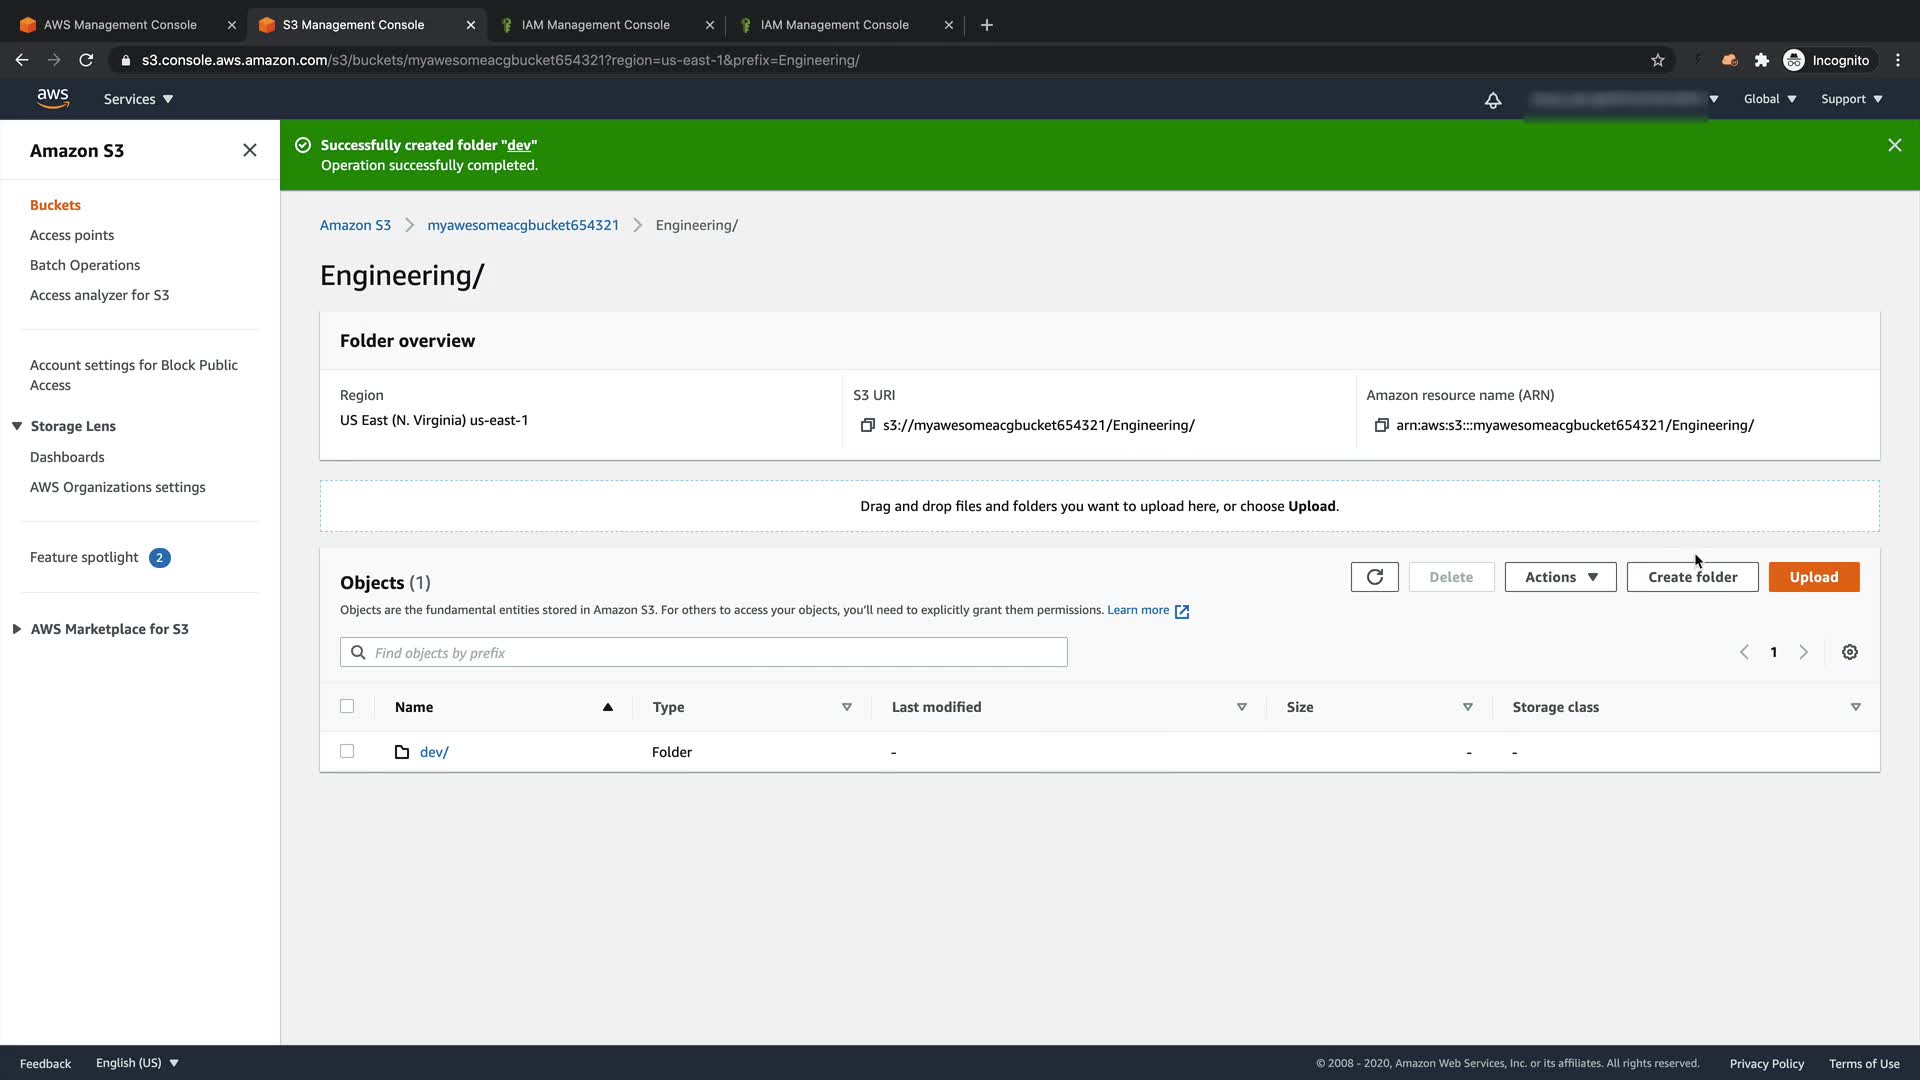 AWS Management Console
S3 Management Console
IAM Management Console
IAM Management Console
s3.console.aws.amazon.com/s3/buckets/myawesomeacgbucket654321?region=us-east-1&prefix=Engineering/
Incognito
aws
Services
Global
Support
Amazon S3
Buckets
Access points
Batch Operations
Access analyzer for S3
Account settings for Block Public
Access
Storage Lens
Dashboards
AWS Organizations settings
Feature spotlight 2
AWS Marketplace for S3
Successfully created folder "dev"
Operation successfully completed.
Amazon S3 myawesomeacgbucket654321 Engineering/
Engineering/
Folder overview
Region
US East (N. Virginia) us-east-1
S3 URI
s3://myawesomeacgbucket654321/Engineering/
Amazon resource name (ARN)
arn:aws:s3:::myawesomeacgbucket654321/Engineering/
Drag and drop files and folders you want to upload here, or choose Upload.
Objects (1)
Delete
Actions
Create folder
Upload
Objects are the fundamental entities stored in Amazon S3. For others to access your objects, you'll need to explicitly grant them permissions. Learn more
Find objects by prefix
1
Name Type Last modified Size Storage class
dev/ Folder - - -
Feedback English (US)
© 2008 - 2020, Amazon Web Services, Inc. or its affiliates. All rights reserved. Privacy Policy Terms of Use